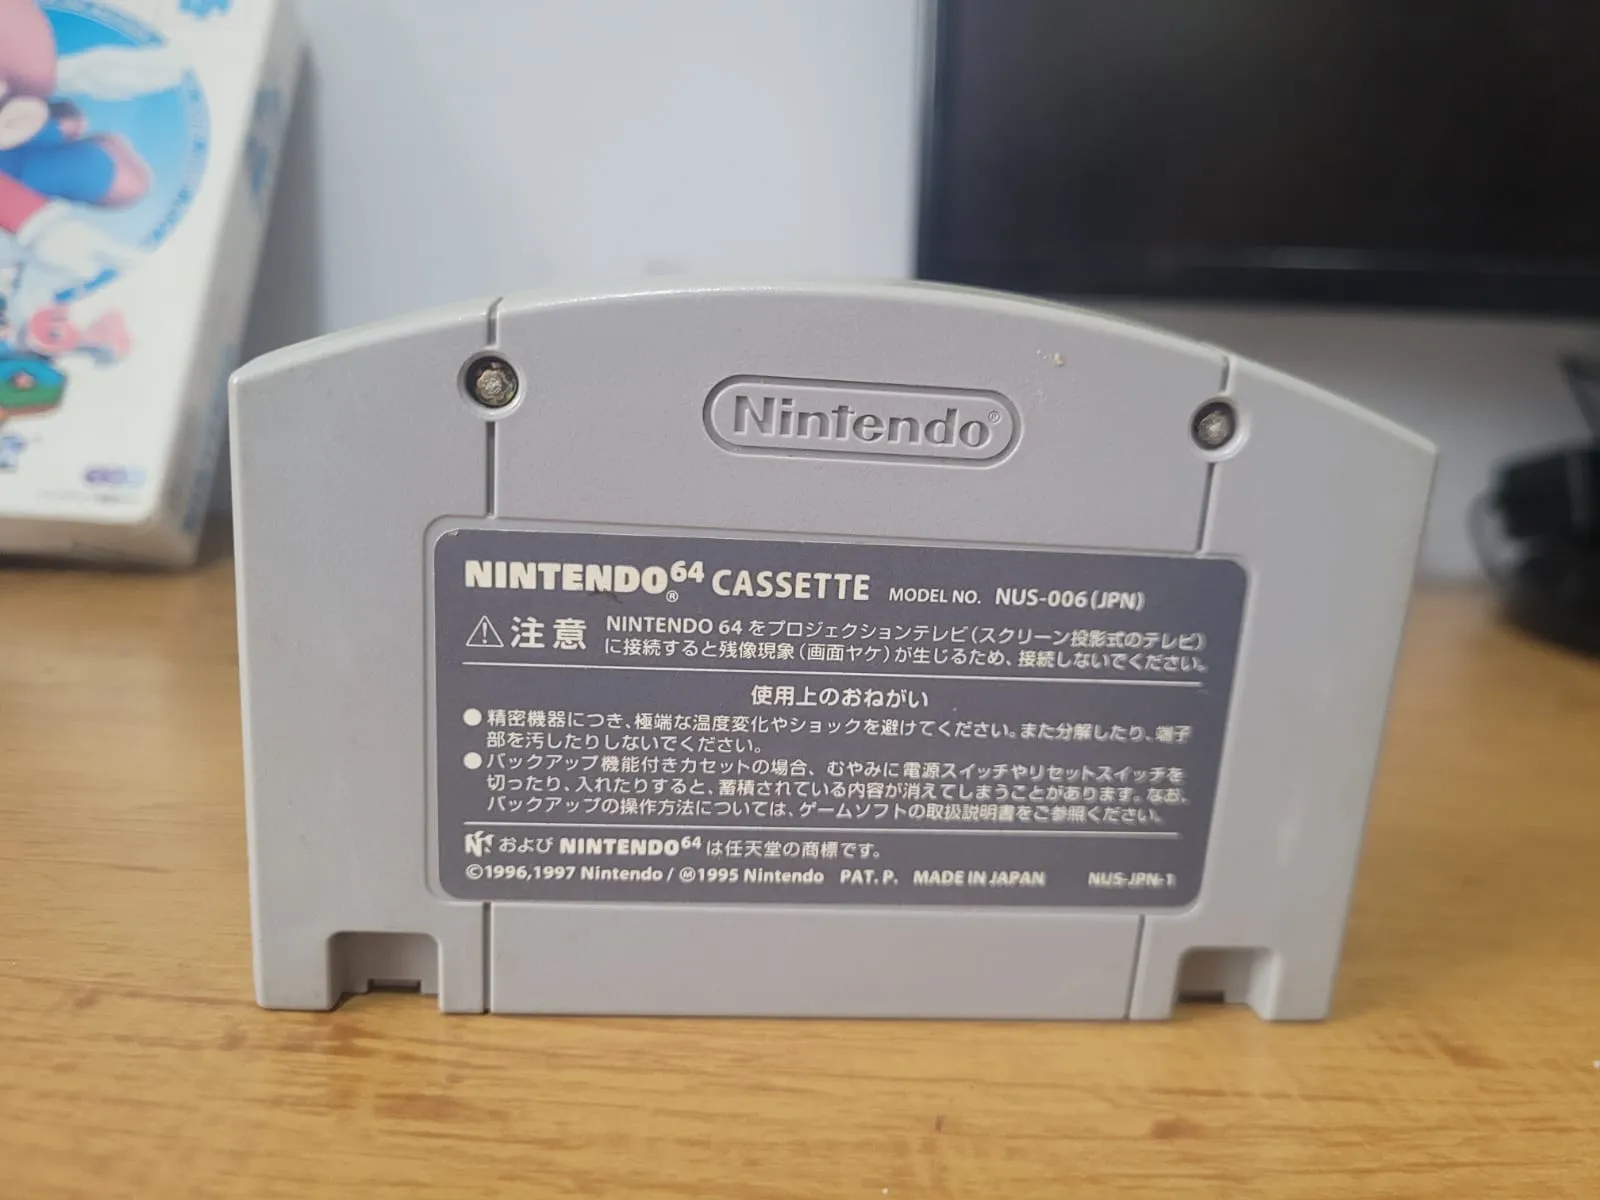 64
Nintendo®
NINTENDO64® CASSETTE MODEL NO. NUS-006(JPN)
⚠注意 NINTENDO 64 をプロジェクションテレビ(スクリーン投影式のテレビ)
に接続すると残像現象(画面ヤケ)が生じるため、接続しないでください。
使用上のおねがい
●精密機器につき、極端な温度変化やショックを避けてください。また分解したり、端子
部を汚したりしないでください。
●バックアップ機能付きカセットの場合、むやみに電源スイッチやリセットスイッチを
切ったり、入れたりすると、蓄積されている内容が消えてしまうことがあります。なお、
バックアップの操作方法については、ゲームソフトの取扱説明書をご参照ください。
および NINTENDO64 は任天堂の商標です。
©1996,1997 Nintendo / Ⓜ1995 Nintendo PAT. P. MADE IN JAPAN NUS-JPN-1